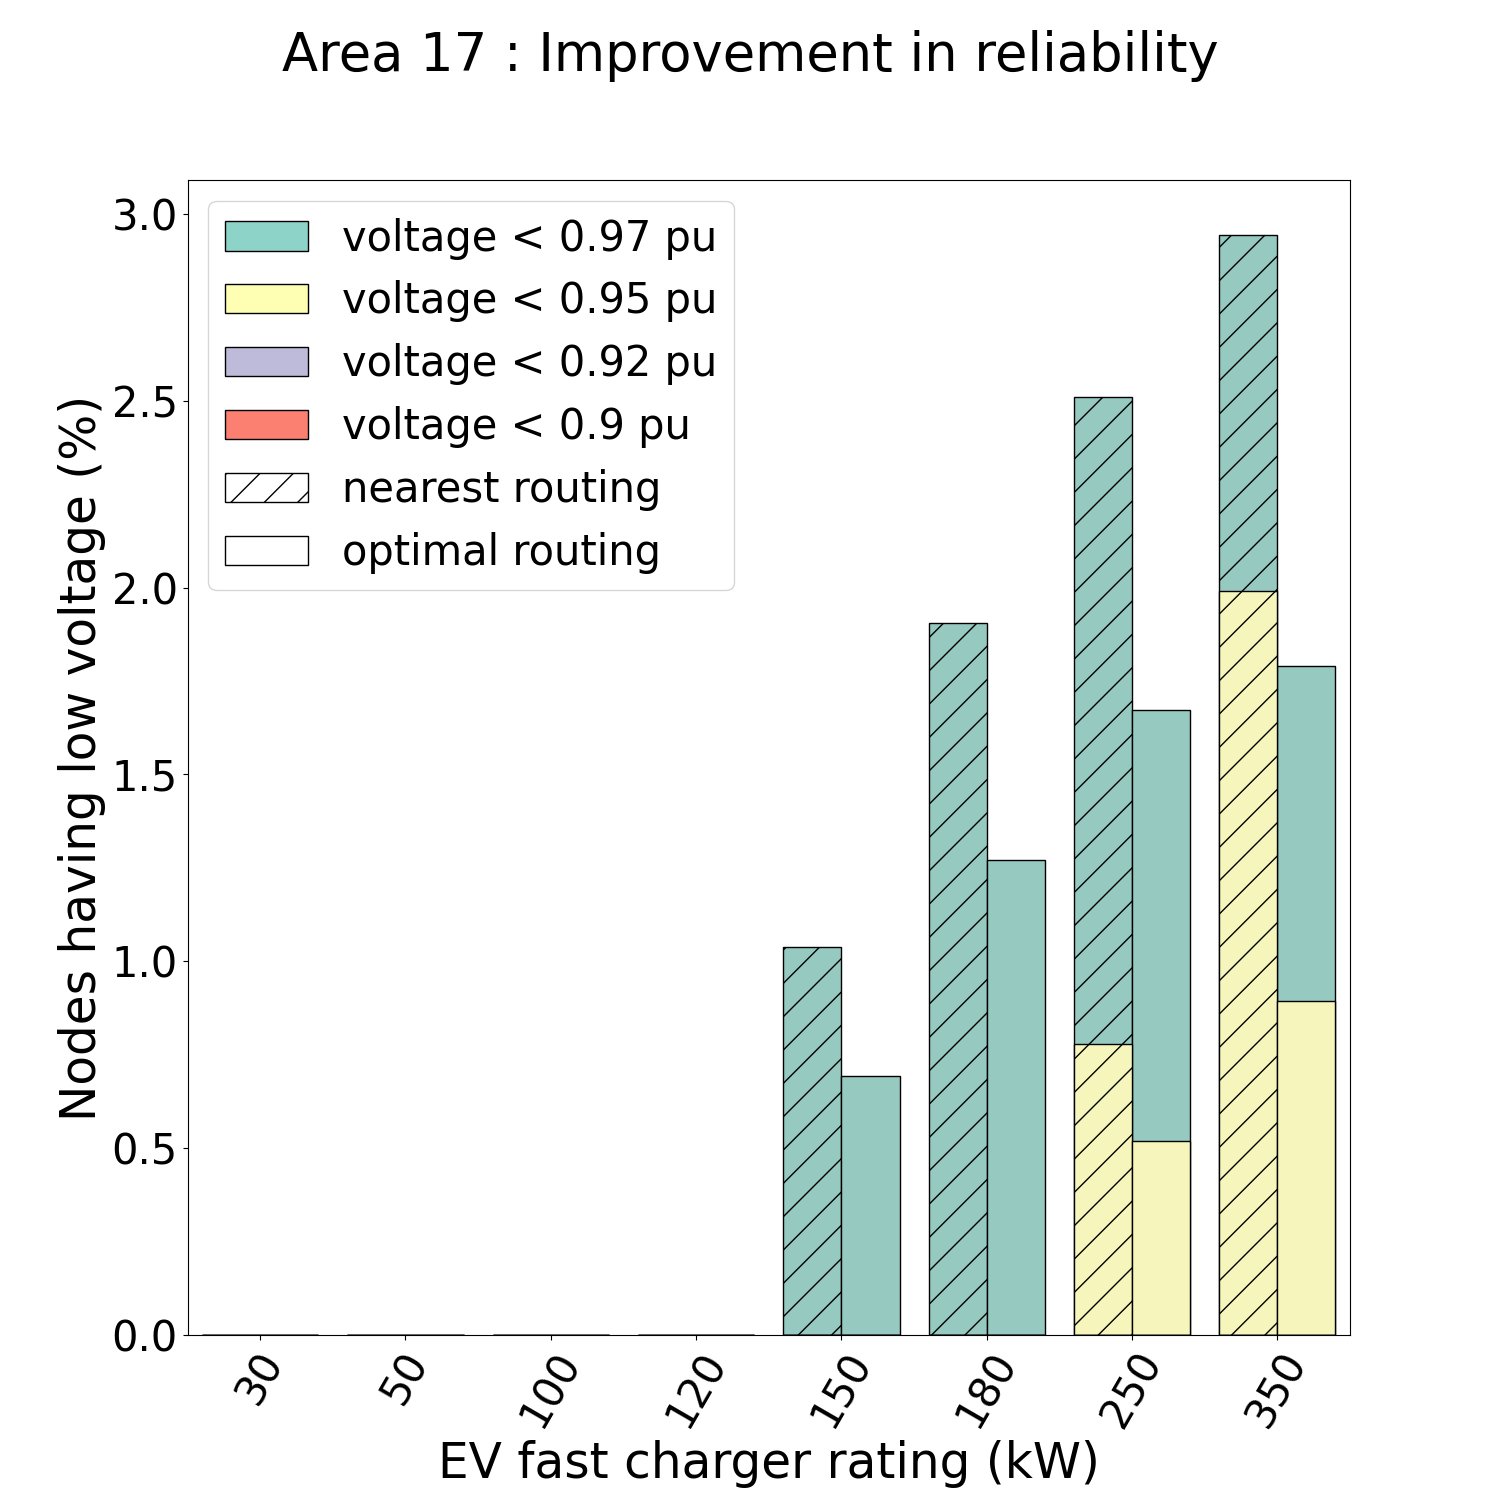 Area 17 : Improvement in reliability
3.0
2.5
2.0
1.5
1.0
0.5
0.0
Nodes having low voltage (%)
voltage < 0.97 pu
voltage < 0.95 pu
voltage < 0.92 pu
voltage < 0.9 pu
nearest routing
optimal routing
30 50 100 120 150 180 250 350
EV fast charger rating (kW)